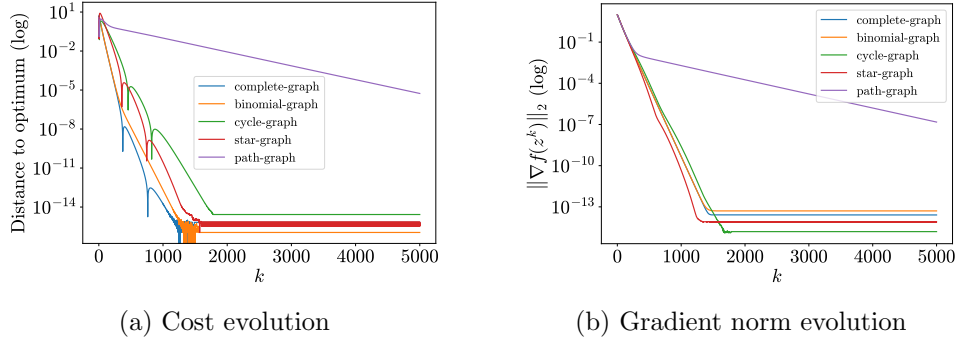 Distance to optimum (log)
10^1
10^{-2}
10^{-5}
10^{-8}
10^{-11}
10^{-14}
complete-graph
binomial-graph
cycle-graph
star-graph
path-graph
0 1000 2000 3000 4000 5000
k
(a) Cost evolution
||∇f(z^k)||_2 (log)
10^{-1}
10^{-4}
10^{-7}
10^{-10}
10^{-13}
complete-graph
binomial-graph
cycle-graph
star-graph
path-graph
0 1000 2000 3000 4000 5000
k
(b) Gradient norm evolution